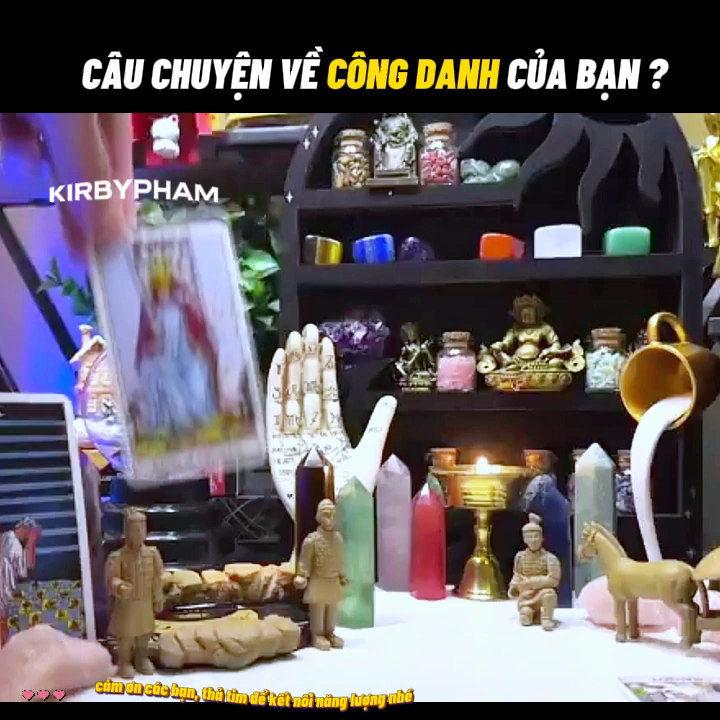 CÂU CHUYỆN VỀ CÔNG DANH CỦA BẠN ?
KIRBYPHAM
cảm ơn các bạn, thả tim để kết nối năng lượng nhé